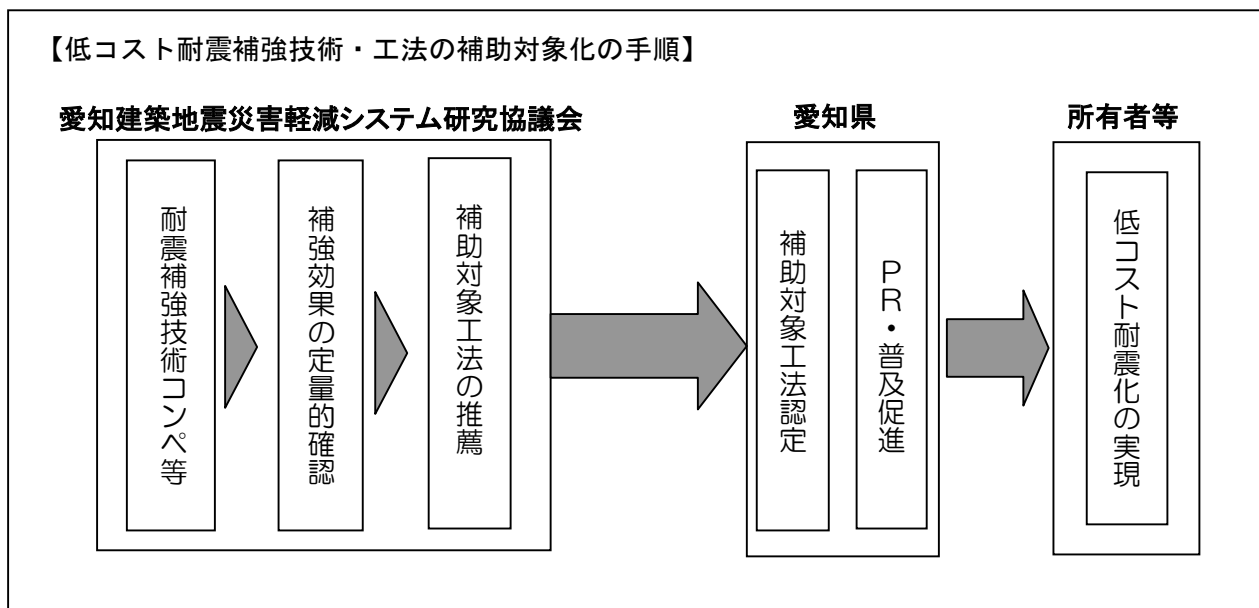 【低コスト耐震補強技術・工法の補助対象化の手順】
愛知建築地震災害軽減システム研究協議会
耐震補強技術コンペ等
補強効果の定量的確認
補助対象工法の推薦
愛知県
補助対象工法認定
ＰＲ・普及促進
所有者等
低コスト耐震化の実現